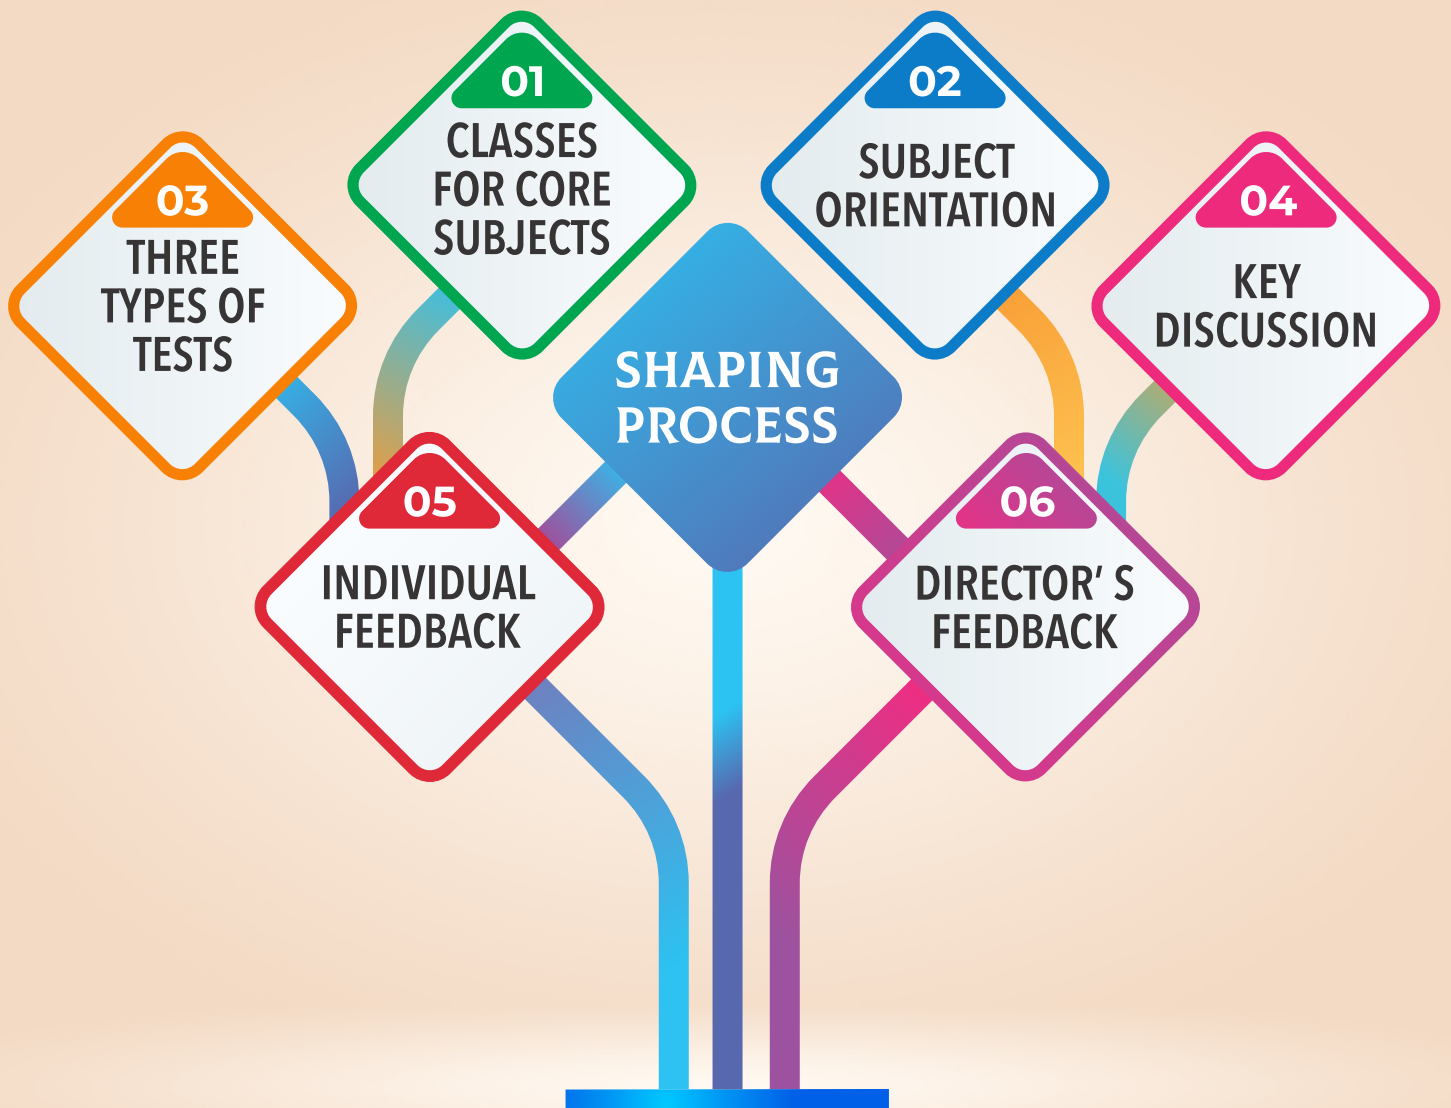 01
CLASSES
FOR CORE
SUBJECTS
02
SUBJECT
ORIENTATION
03
THREE
TYPES OF
TESTS
04
KEY
DISCUSSION
SHAPING
PROCESS
05
INDIVIDUAL
FEEDBACK
06
DIRECTOR' S
FEEDBACK